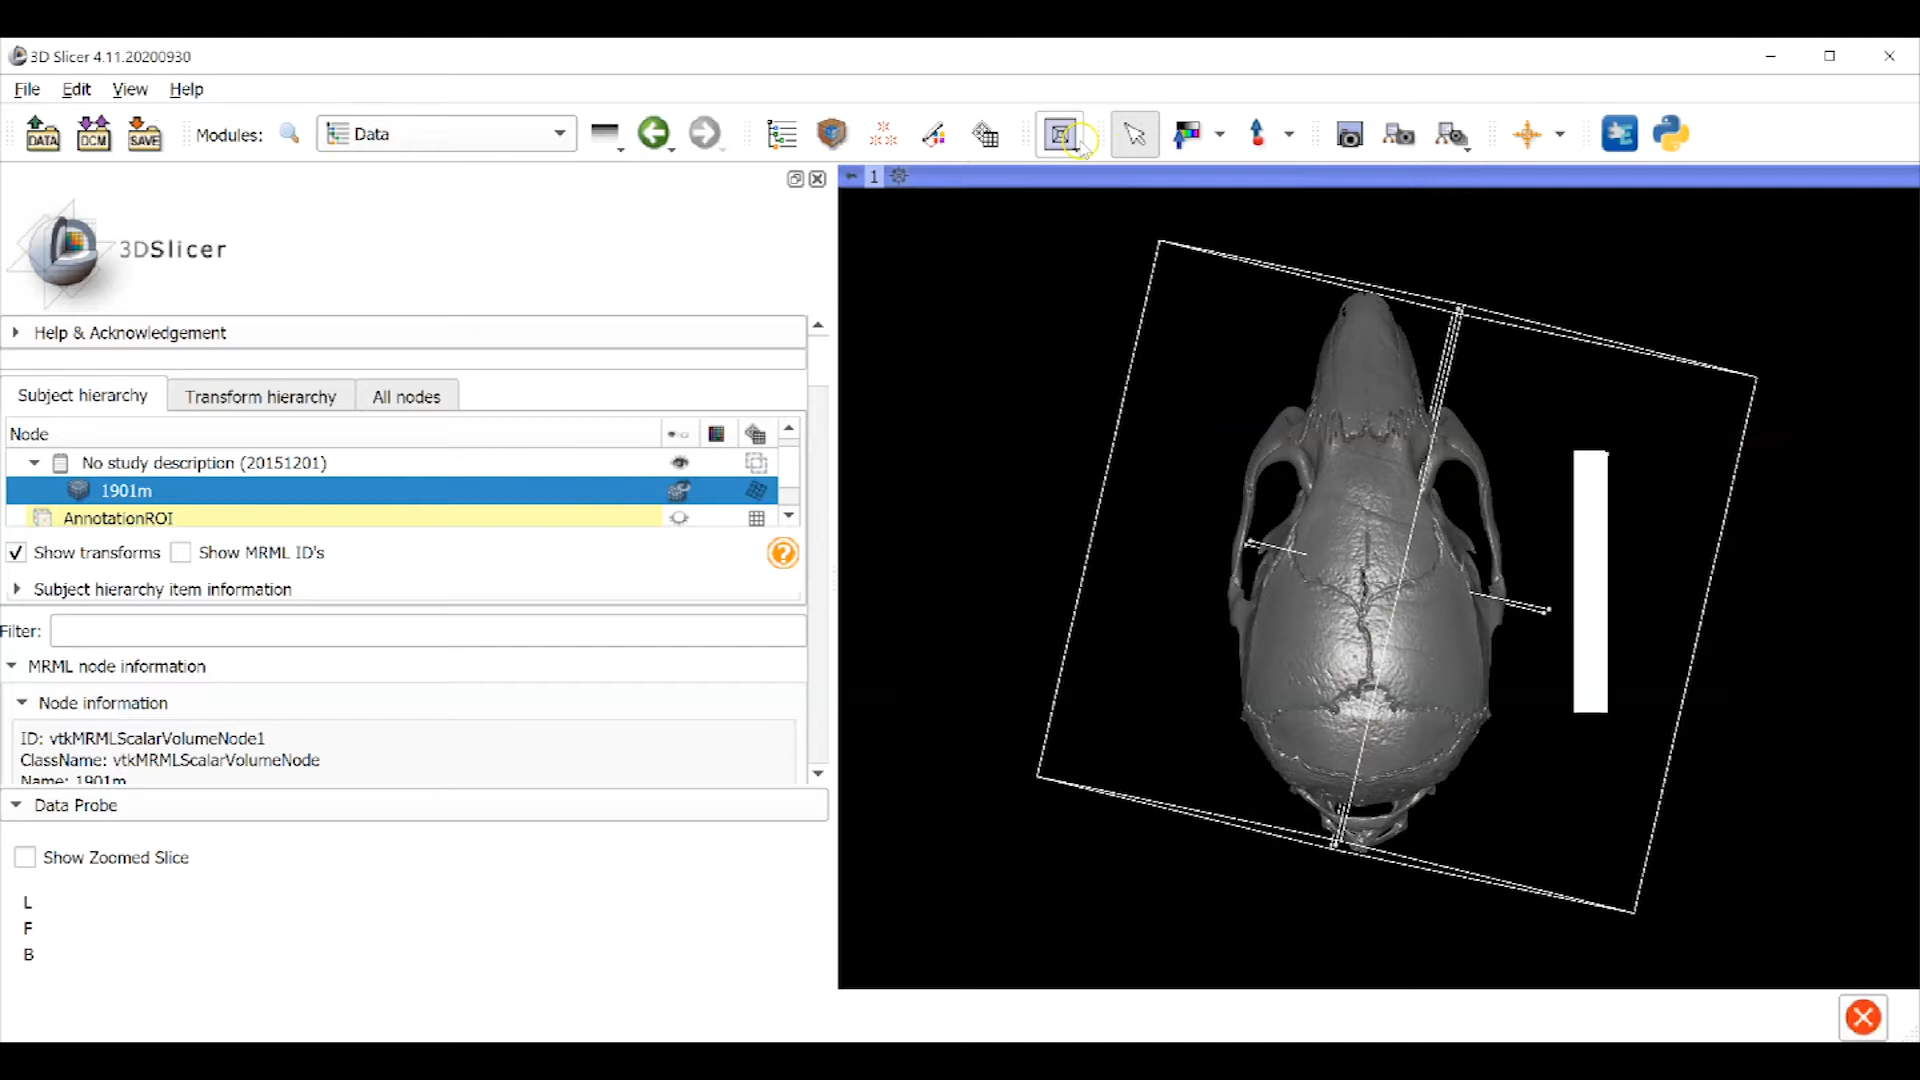 3D Slicer 4.11.20200930
File Edit View Help
DATA DCM SAVE Modules: Data
1
3DSlicer
Help & Acknowledgement
Subject hierarchy Transform hierarchy All nodes
Node
No study description (20151201)
1901m
AnnotationROI
Show transforms Show MRML ID's
Subject hierarchy item information
Filter:
MRML node information
Node information
ID: vtkMRMLScalarVolumeNode1
ClassName: vtkMRMLScalarVolumeNode
Name: 1901m
Data Probe
Show Zoomed Slice
L
F
B